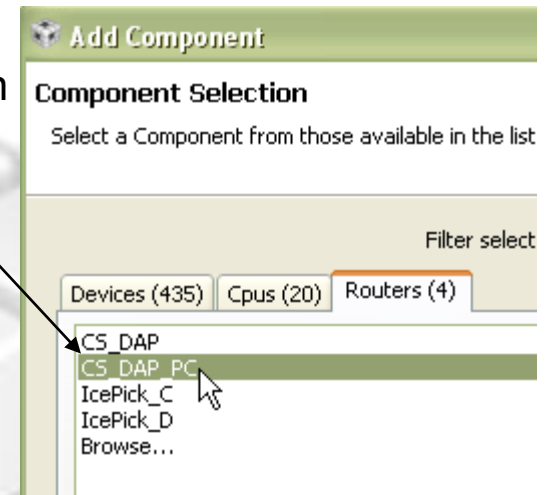 Add Component
Component Selection
Select a Component from those available in the list
Filter select
Devices (435) Cpus (20) Routers (4)
CS_DAP
CS_DAP_PC
IcePick_C
IcePick_D
Browse...